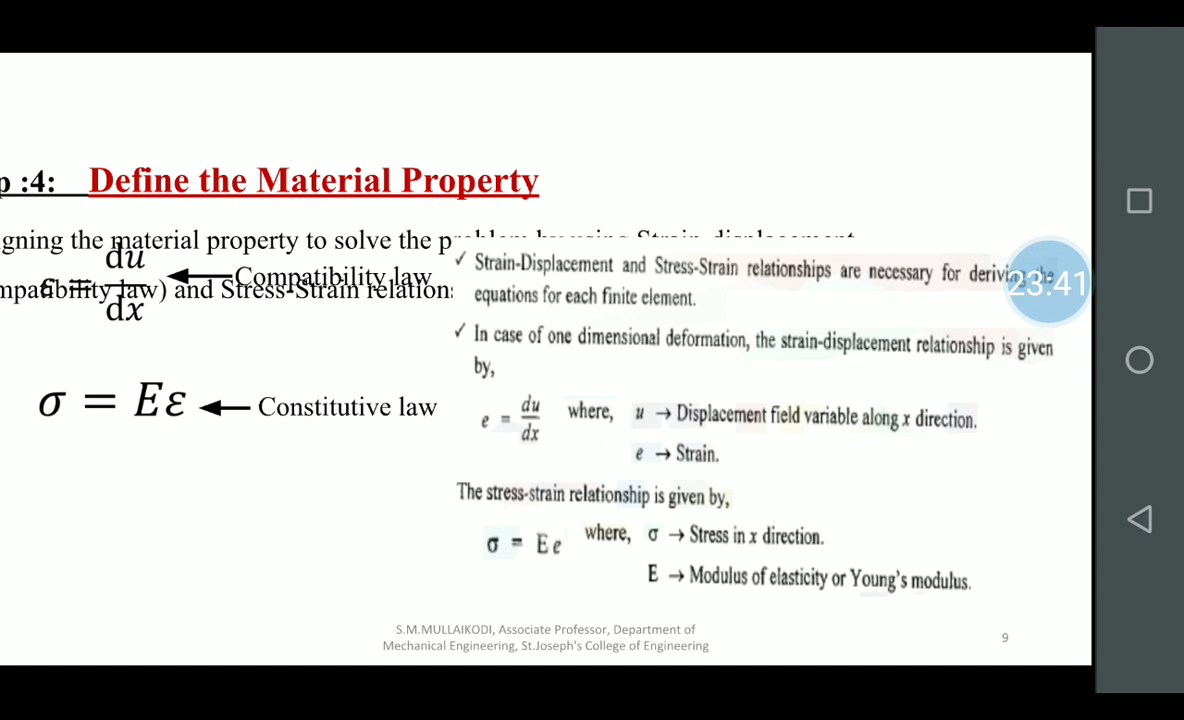 p :4: Define the Material Property
gning the material property to solve the p
mpatibility law) and Stress-Strain relation
ε = du/dx Compatibility law
σ = Eε Constitutive law
✓ Strain-Displacement and Stress-Strain relationships are necessary for deriving the
equations for each finite element.
✓ In case of one dimensional deformation, the strain-displacement relationship is given
by,
e = du/dx where, u → Displacement field variable along x direction.
e → Strain.
The stress-strain relationship is given by,
σ = Ee where, σ → Stress in x direction.
E → Modulus of elasticity or Young's modulus.
23:41
S.M.MULLAIKODI, Associate Professor, Department of
Mechanical Engineering, St.Joseph's College of Engineering
9